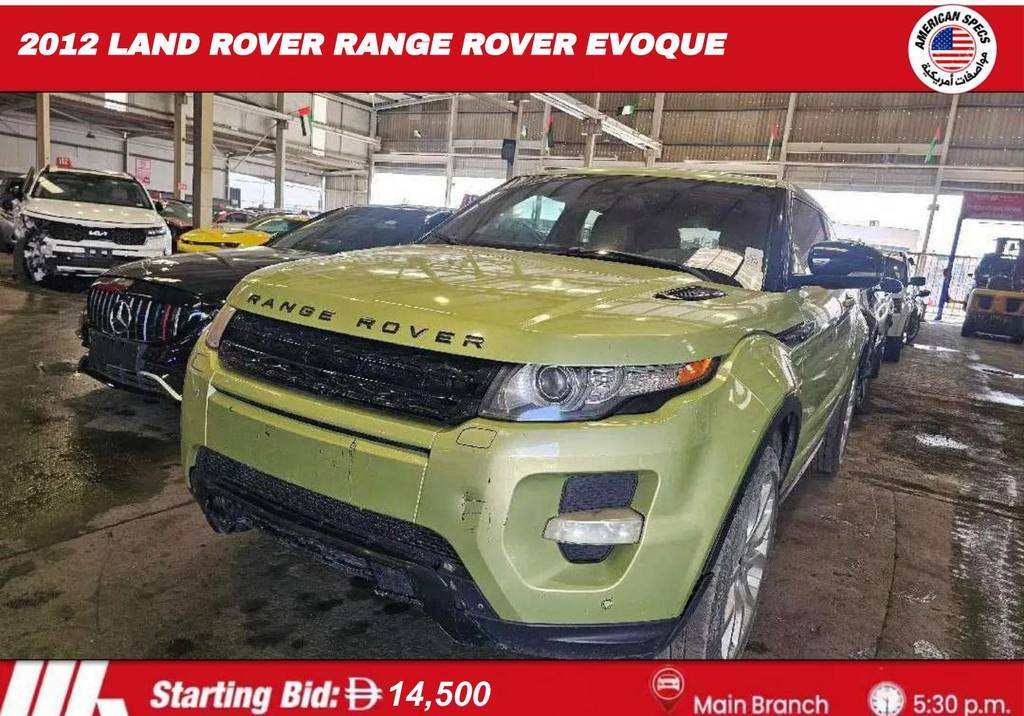 2012 LAND ROVER RANGE ROVER EVOQUE
AMERICAN SPECS
مواصفات أمريكية
RANGE ROVER
Starting Bid: 14,500
Main Branch
5:30 p.m.